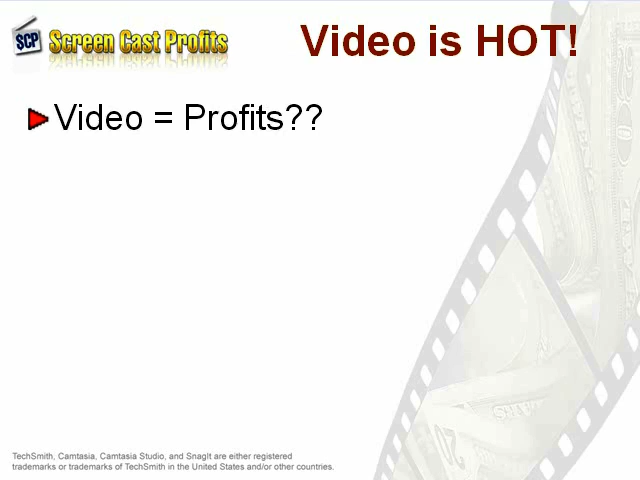 SCP Screen Cast Profits
Video is HOT!
Video = Profits??
20
TechSmith, Camtasia, Camtasia Studio, and SnagIt are either registered
trademarks or trademarks of TechSmith in the United States and/or other countries.